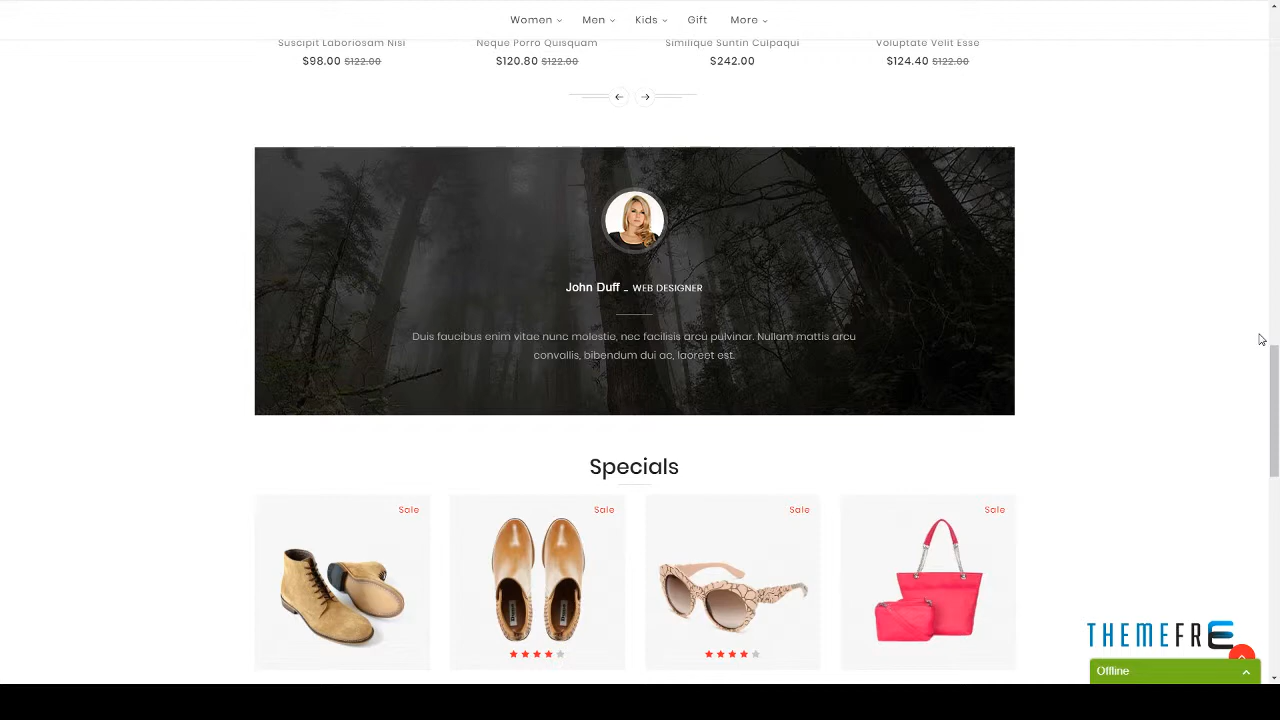 Women Men Kids Gift More
Suscipit Laboriosam Nisi Neque Porro Quisquam Similique Suntin Culpaqui Voluptate Velit Esse
$98.00 $122.00 $120.80 $122.00 $242.00 $124.40 $122.00
John Duff - WEB DESIGNER
Duis faucibus enim vitae nunc molestie, nec facilisis arcu pulvinar. Nullam mattis arcu
convallis, bibendum dui ac, laoreet est.
Specials
Sale Sale Sale Sale
THEMEFRE
Offline